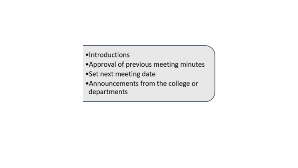 •Introductions
•Approval of previous meeting minutes
•Set next meeting date
•Announcements from the college or
departments